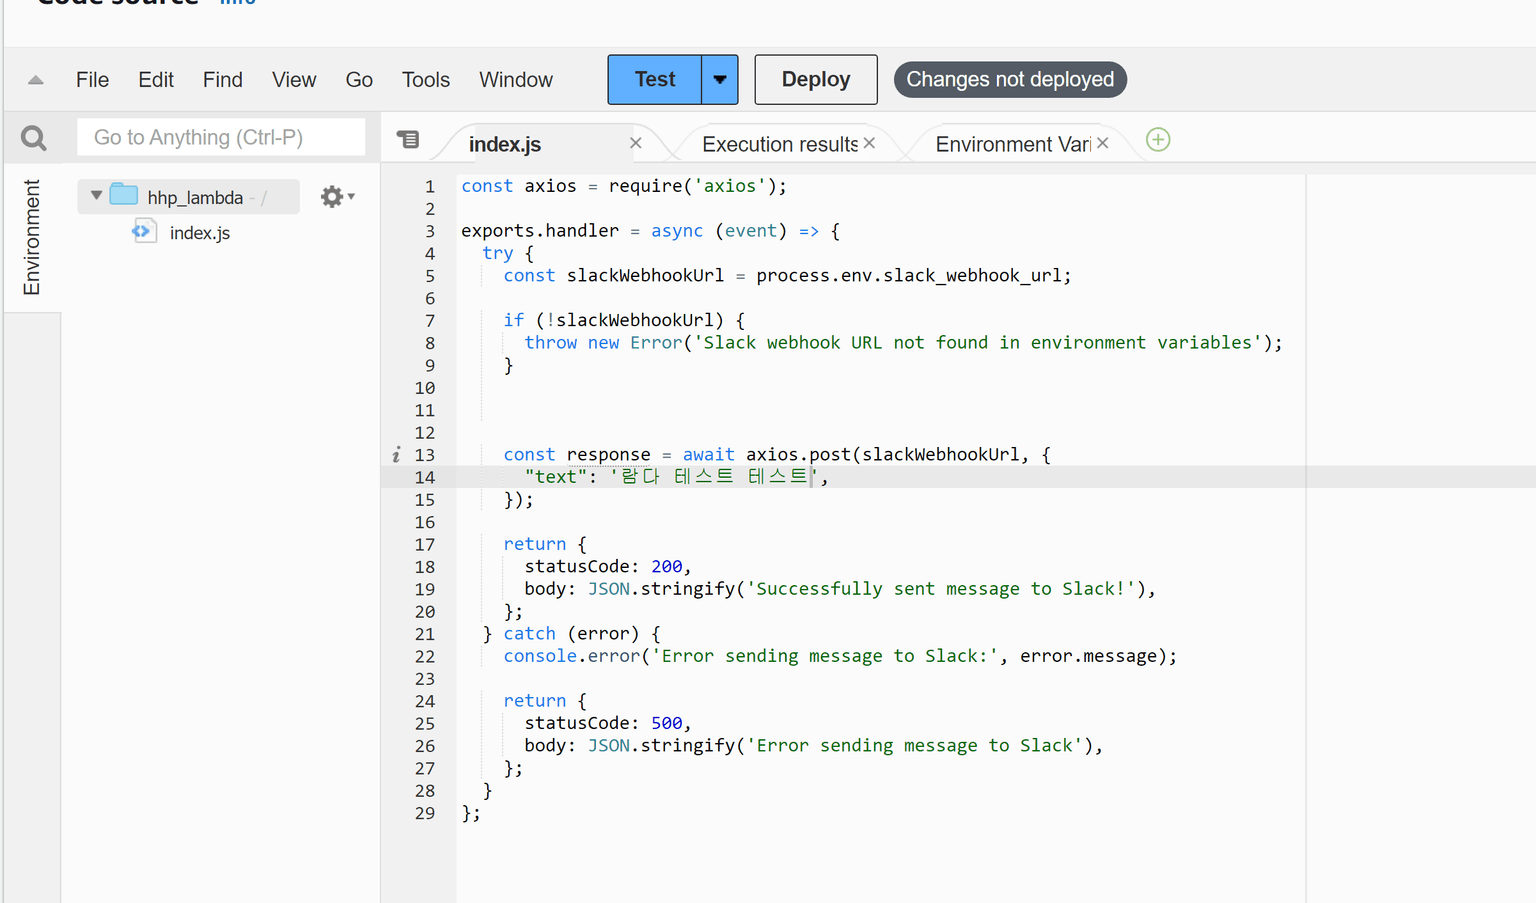 Code source Info
File Edit Find View Go Tools Window Test Deploy Changes not deployed
Go to Anything (Ctrl-P)
index.js × Execution results × Environment Vari ×
Environment
hhp_lambda - /
index.js
1 const axios = require('axios');
2
3 exports.handler = async (event) => {
4 try {
5 const slackWebhookUrl = process.env.slack_webhook_url;
6
7 if (!slackWebhookUrl) {
8 throw new Error('Slack webhook URL not found in environment variables');
9 }
10
11
12
13 const response = await axios.post(slackWebhookUrl, {
14 "text": '람다 테스트 테스트',
15 });
16
17 return {
18 statusCode: 200,
19 body: JSON.stringify('Successfully sent message to Slack!'),
20 };
21 } catch (error) {
22 console.error('Error sending message to Slack:', error.message);
23
24 return {
25 statusCode: 500,
26 body: JSON.stringify('Error sending message to Slack'),
27 };
28 }
29 };